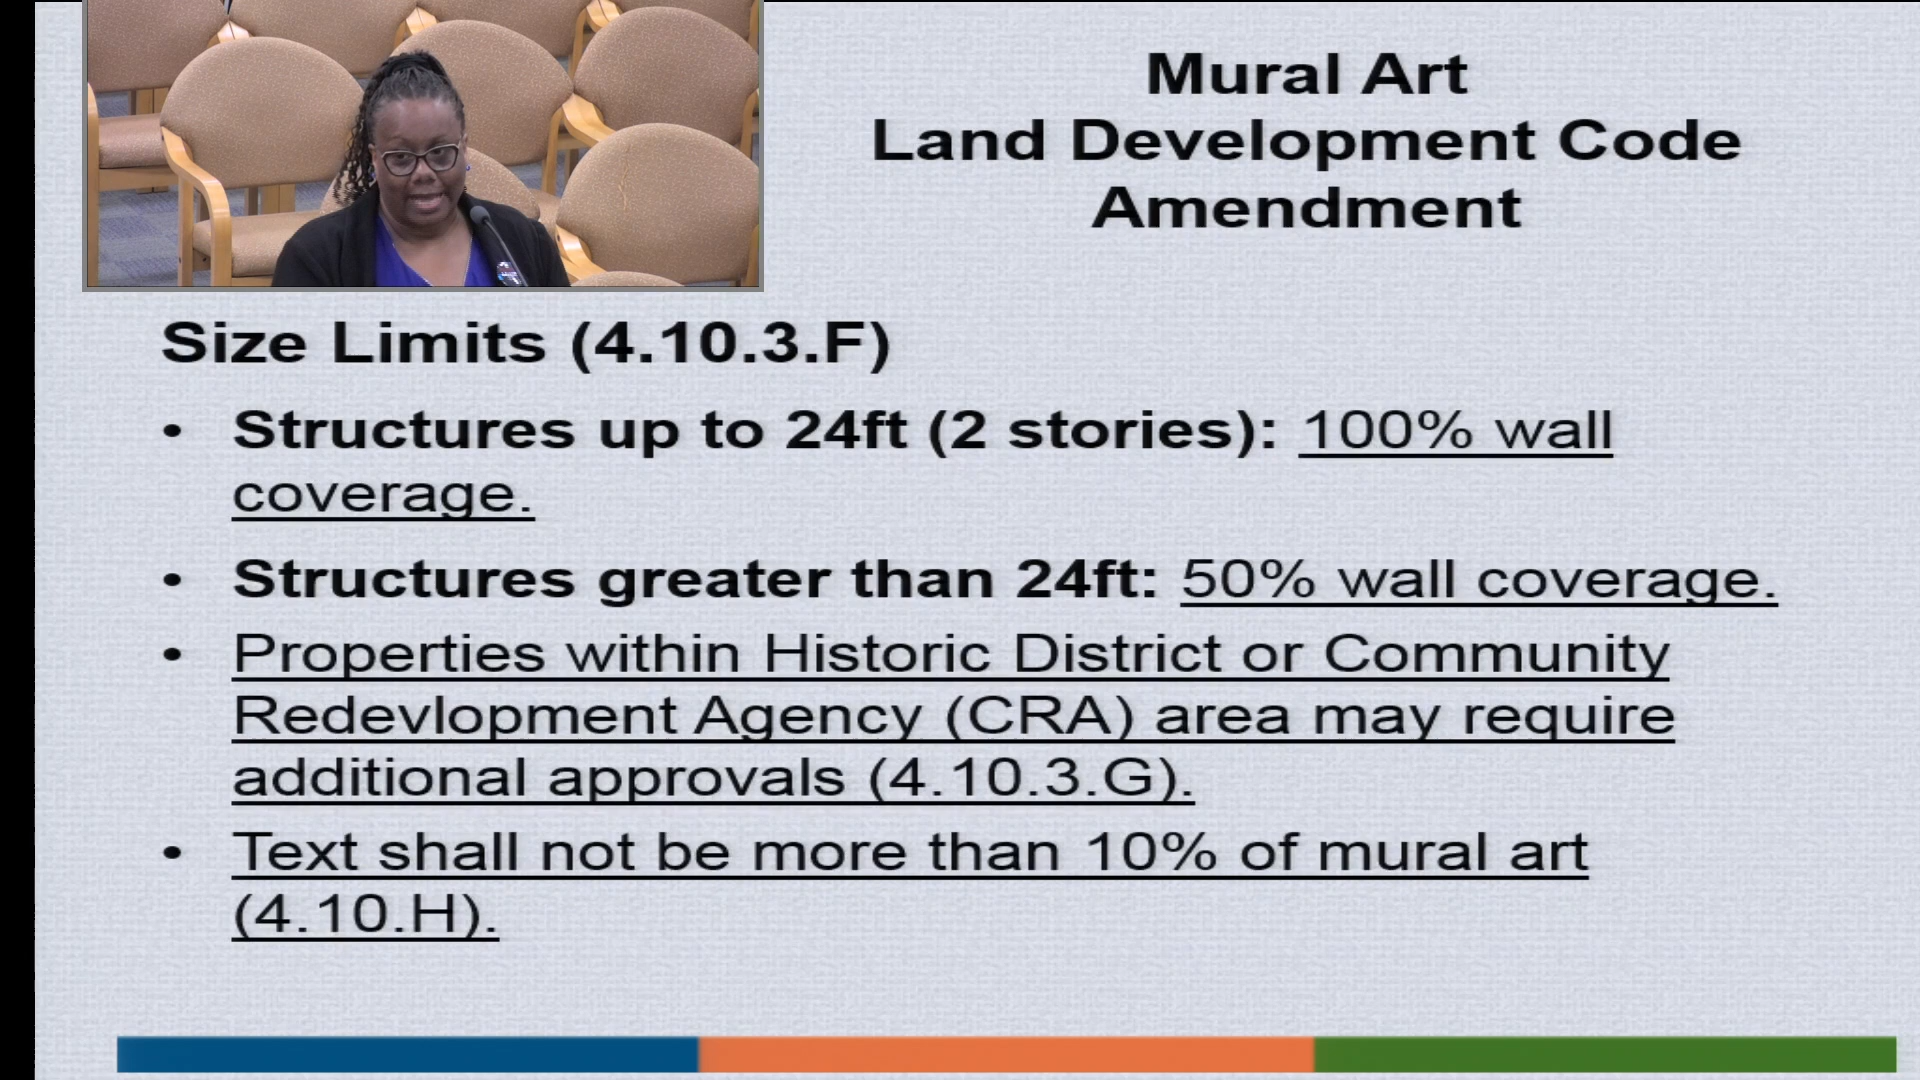 Mural Art
Land Development Code
Amendment
Size Limits (4.10.3.F)
• Structures up to 24ft (2 stories): 100% wall
coverage.
• Structures greater than 24ft: 50% wall coverage.
• Properties within Historic District or Community
Redevlopment Agency (CRA) area may require
additional approvals (4.10.3.G).
• Text shall not be more than 10% of mural art
(4.10.H).